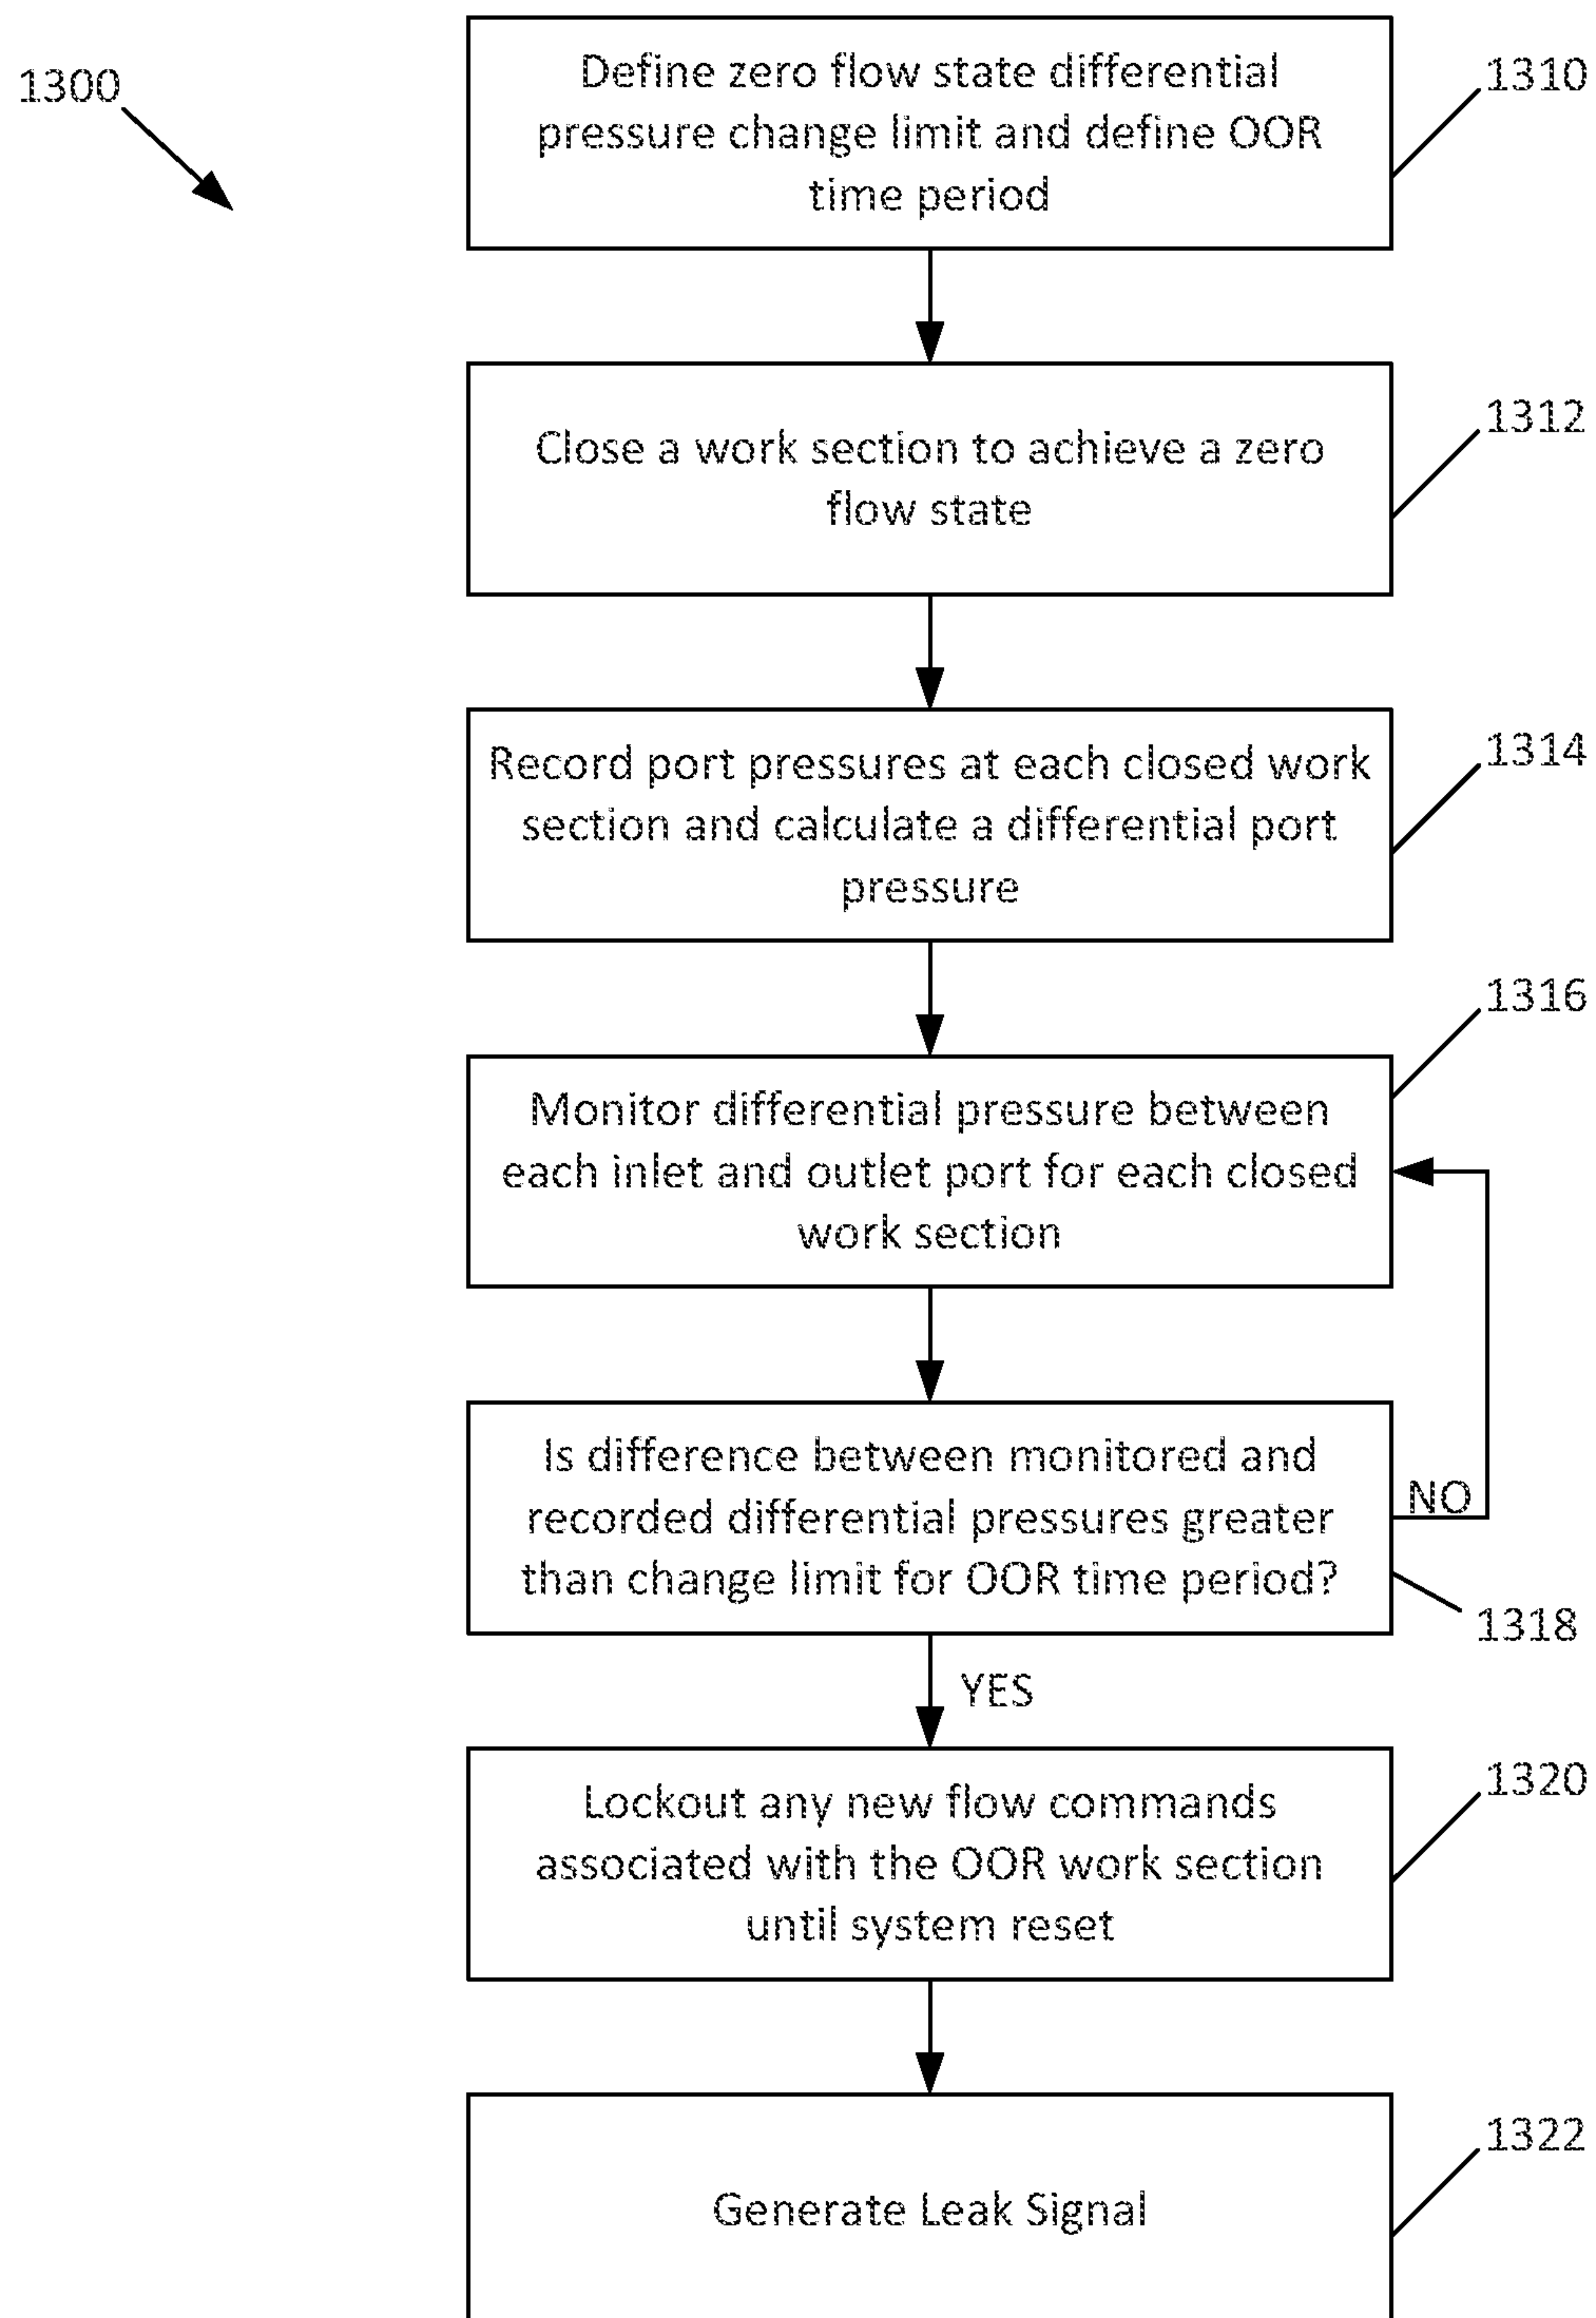 1300
Define zero flow state differential
pressure change limit and define OOR
time period
1310
Close a work section to achieve a zero
flow state
1312
Record port pressures at each closed work
section and calculate a differential port
pressure
1314
1316
Monitor differential pressure between
each inlet and outlet port for each closed
work section
Is difference between monitored and
recorded differential pressures greater
than change limit for OOR time period?
NO
1318
YES
Lockout any new flow commands
associated with the OOR work section
until system reset
1320
Generate Leak Signal
1322